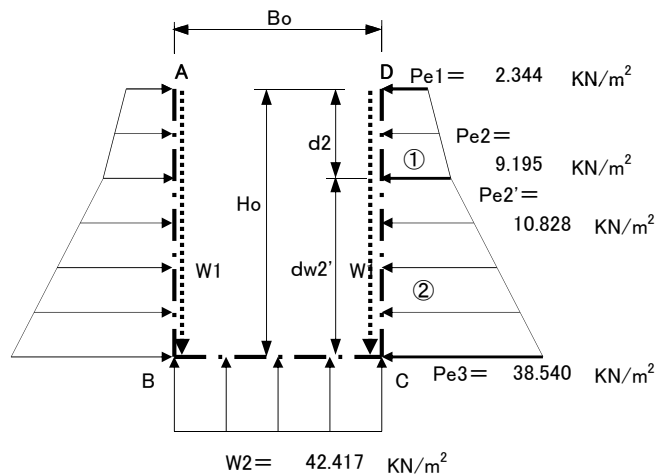 Bo
A
D
Pe1＝ 2.344 KN/m²
d2
①
Pe2＝
9.195 KN/m²
Pe2'＝
10.828 KN/m²
Ho
dw2'
W1
W1
②
B
C
Pe3＝ 38.540 KN/m²
W2＝ 42.417 KN/m²